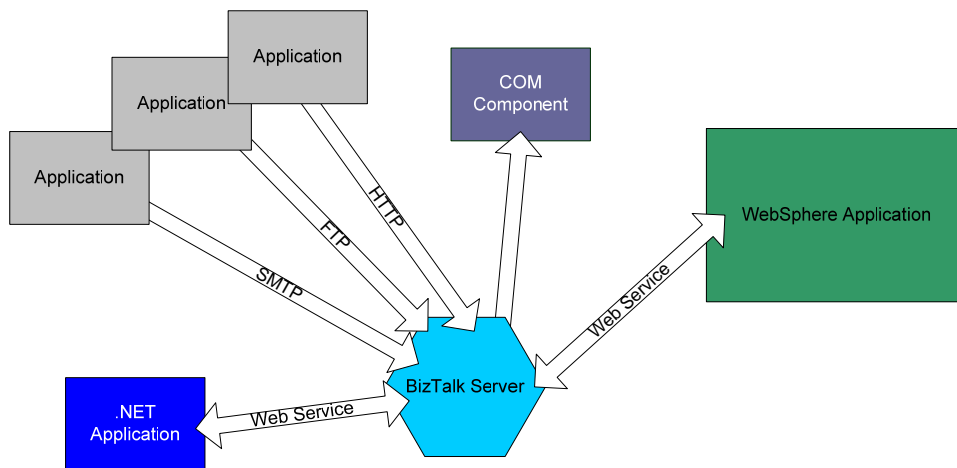 Application
Application
Application
COM
Component
WebSphere Application
HTTP
FTP
SMTP
Web Service
BizTalk Server
.NET
Application
Web Service